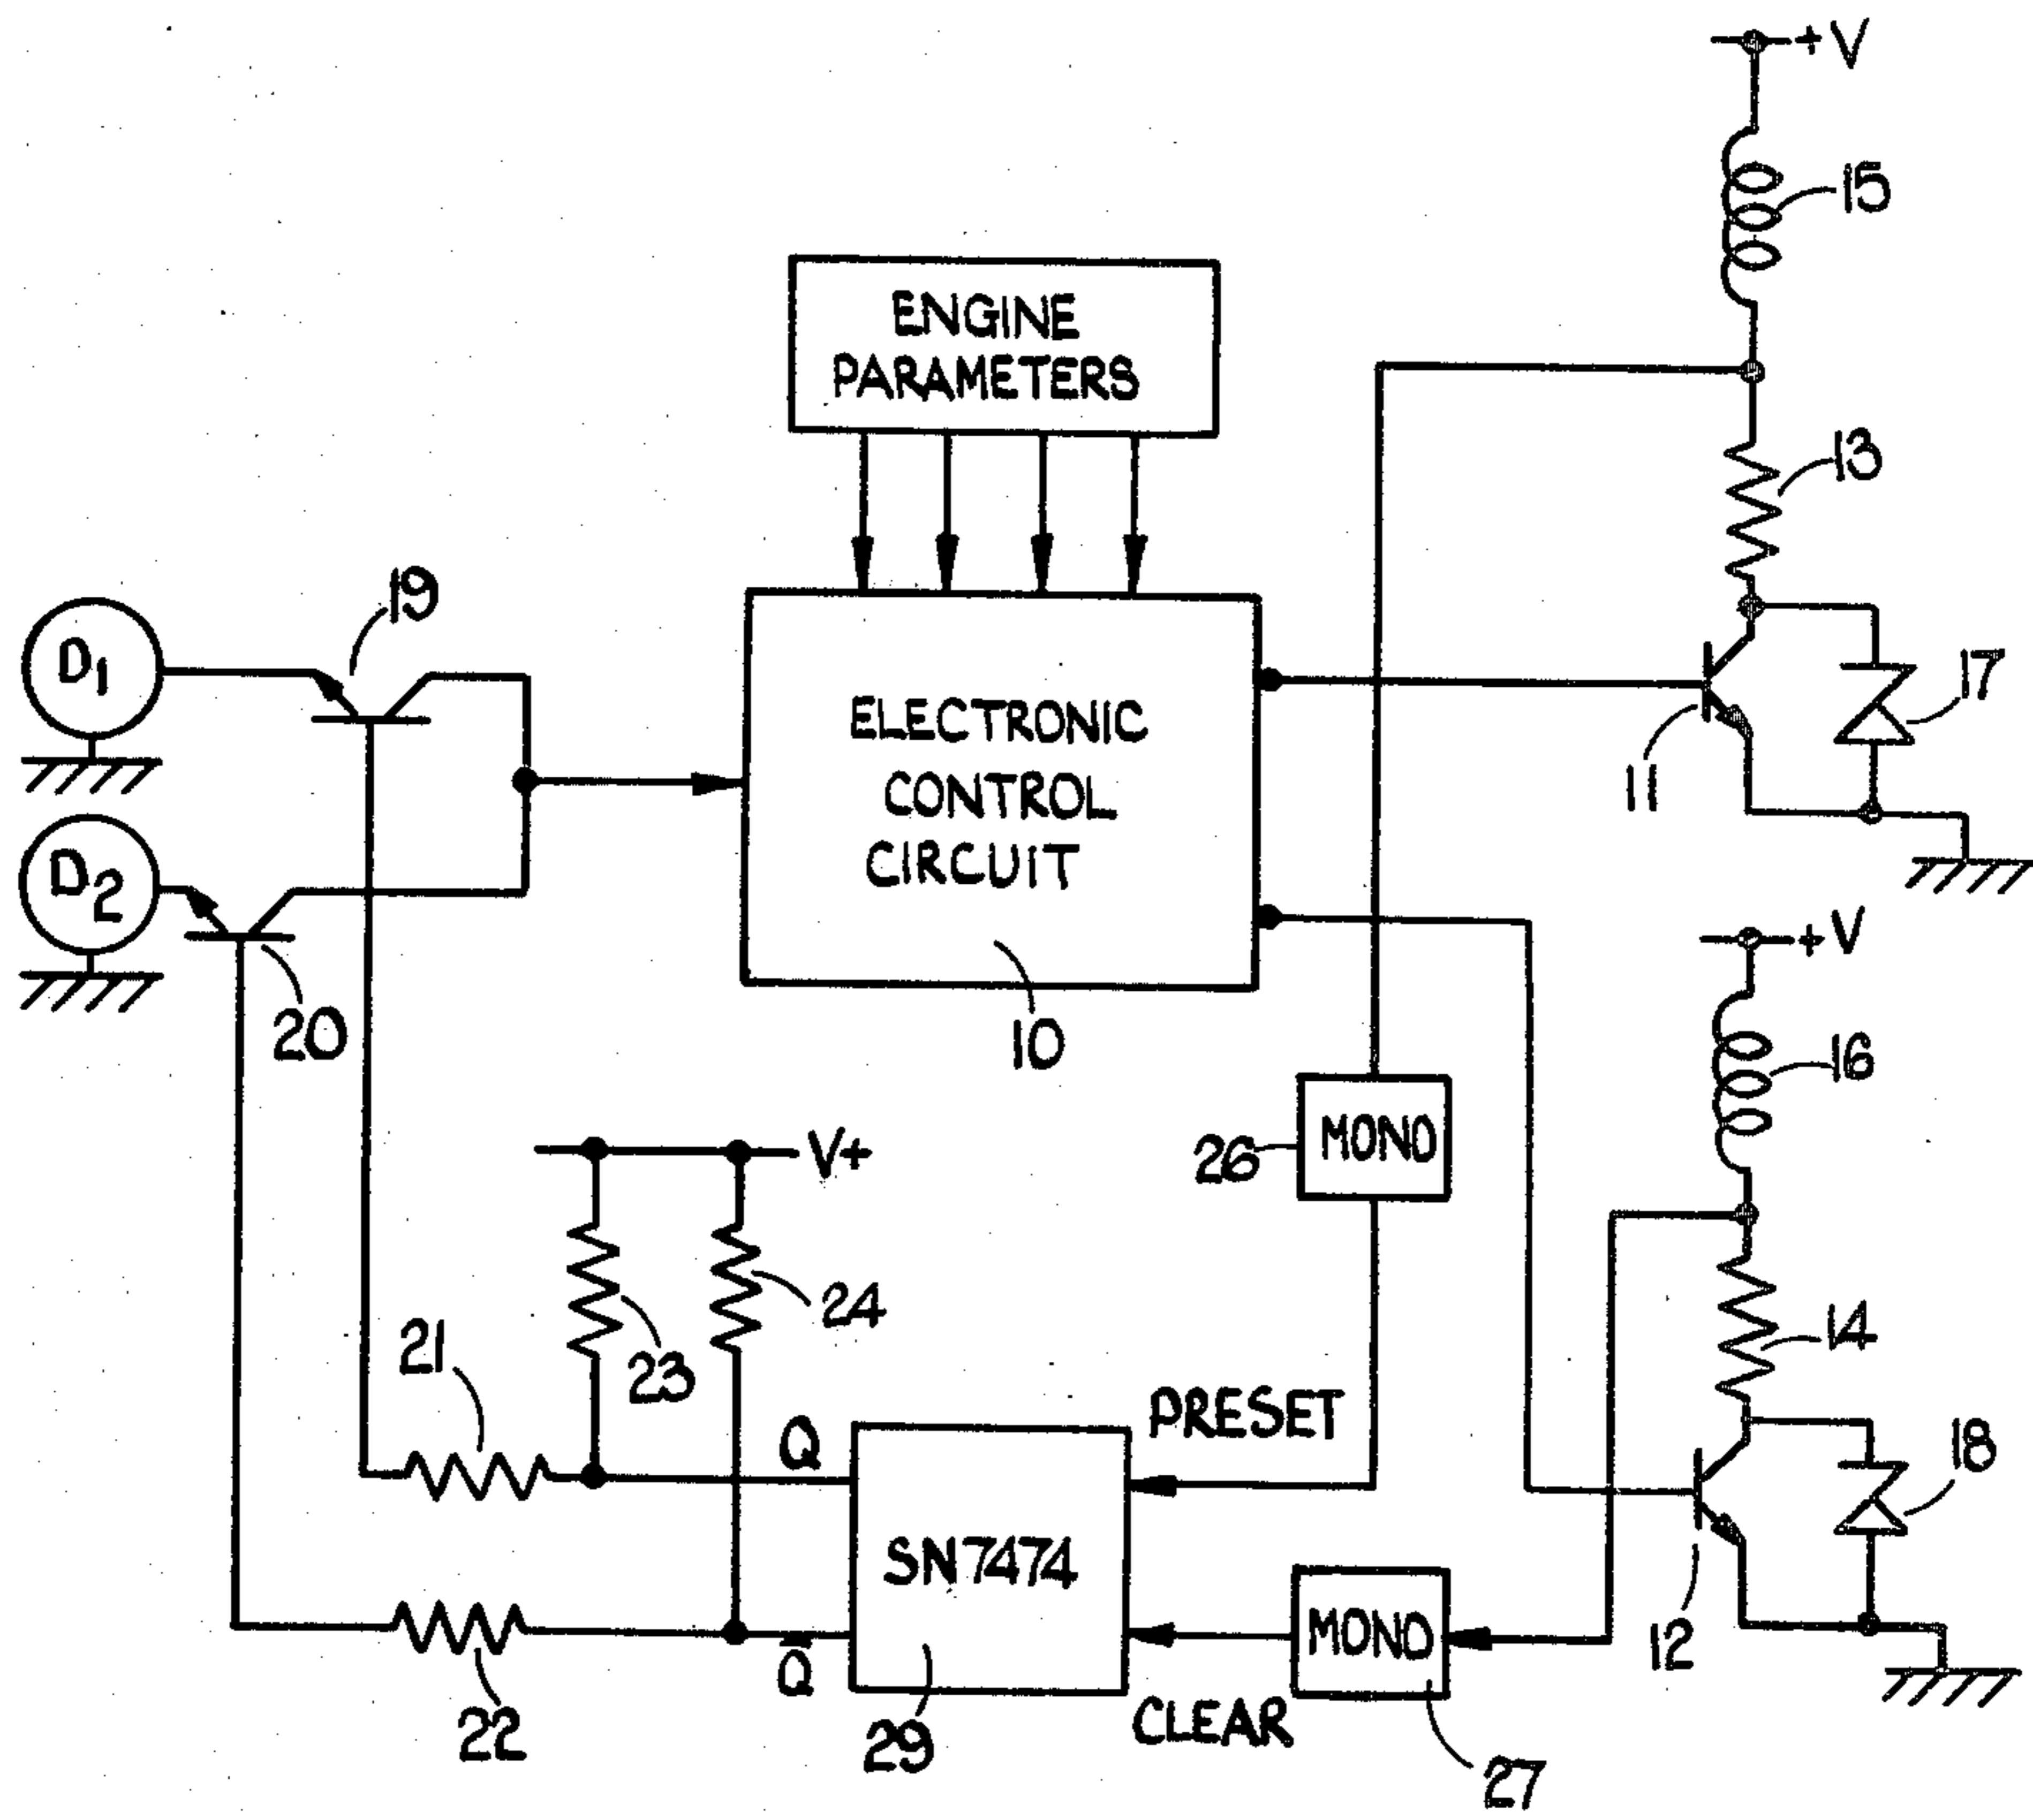 +V
15
ENGINE
PARAMETERS
13
19
D1
17
ELECTRONIC
CONTROL
CIRCUIT
11
D2
+V
20
10
16
V+
MONO
26
24
23
21
14
PRESET
Q
18
SN7474
MONO
12
Q̅
22
29
CLEAR
27